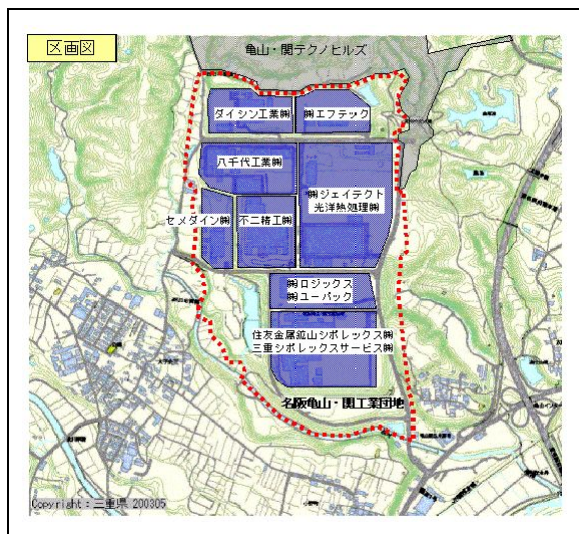 区画図
亀山・関テクノヒルズ
ダイシン工業㈱
㈱エフテック
八千代工業㈱
㈱ジェイテクト
光洋熱処理㈱
セメダイン㈱
不二精工㈱
㈱ロジックス
㈱ユーパック
住友金属鉱山シポレックス㈱
三重シポレックスサービス㈱
名阪亀山・関工業団地
Copyright：三重県 200305